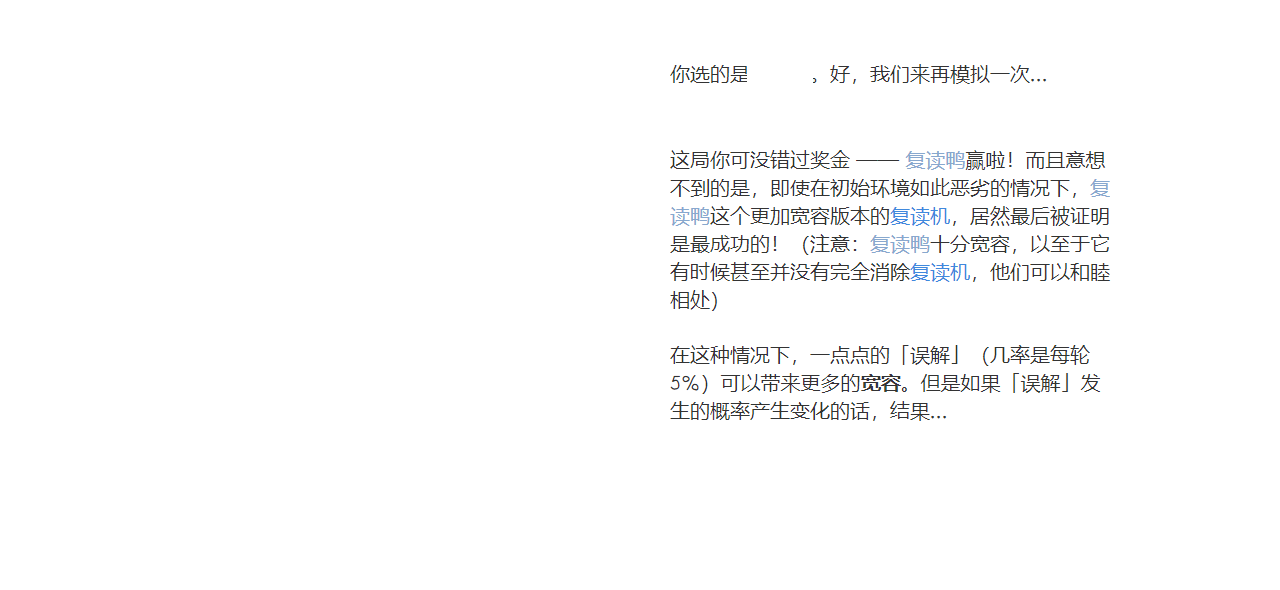 你选的是 。好，我们来再模拟一次...
这局你可没错过奖金 —— 复读鸭赢啦！而且意想
不到的是，即使在初始环境如此恶劣的情况下，复
读鸭这个更加宽容版本的复读机，居然最后被证明
是最成功的！（注意：复读鸭十分宽容，以至于它
有时候甚至并没有完全消除复读机，他们可以和睦
相处）
在这种情况下，一点点的「误解」（几率是每轮
5%）可以带来更多的宽容。但是如果「误解」发
生的概率产生变化的话，结果...